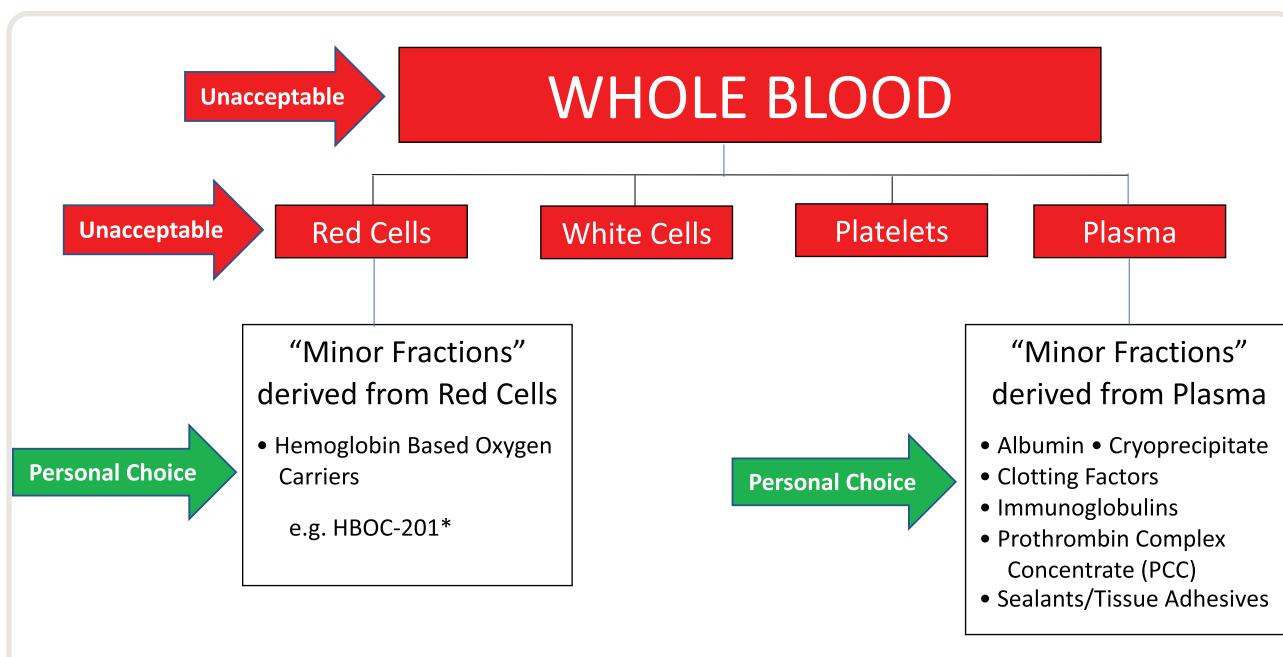 Unacceptable
WHOLE BLOOD
Unacceptable
Red Cells
White Cells
Platelets
Plasma
“Minor Fractions”
derived from Red Cells
• Hemoglobin Based Oxygen
Carriers
e.g. HBOC-201*
Personal Choice
“Minor Fractions”
derived from Plasma
• Albumin • Cryoprecipitate
• Clotting Factors
• Immunoglobulins
• Prothrombin Complex
Concentrate (PCC)
• Sealants/Tissue Adhesives
Personal Choice